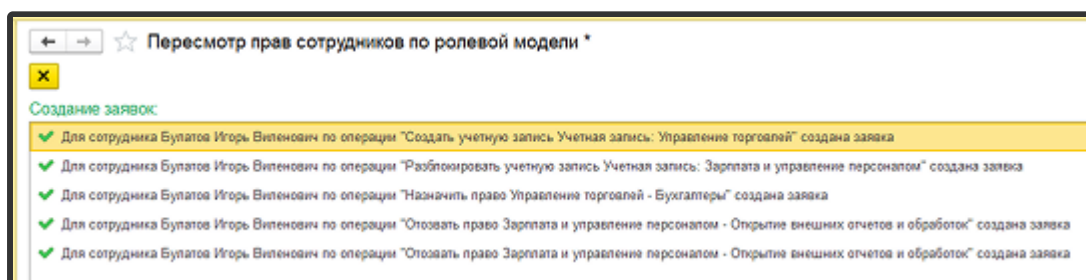 Пересмотр прав сотрудников по ролевой модели *
Создание заявок:
Для сотрудника Булатов Игорь Виленович по операции "Создать учетную запись Учетная запись: Управление торговлей" создана заявка
Для сотрудника Булатов Игорь Виленович по операции "Разблокировать учетную запись Учетная запись: Зарплата и управление персоналом" создана заявка
Для сотрудника Булатов Игорь Виленович по операции "Назначить право Управление торговлей - Бухгалтеры" создана заявка
Для сотрудника Булатов Игорь Виленович по операции "Отозвать право Зарплата и управление персоналом - Открытие внешних отчетов и обработок" создана заявка
Для сотрудника Булатов Игорь Виленович по операции "Отозвать право Зарплата и управление персоналом - Открытие внешних отчетов и обработок" создана заявка